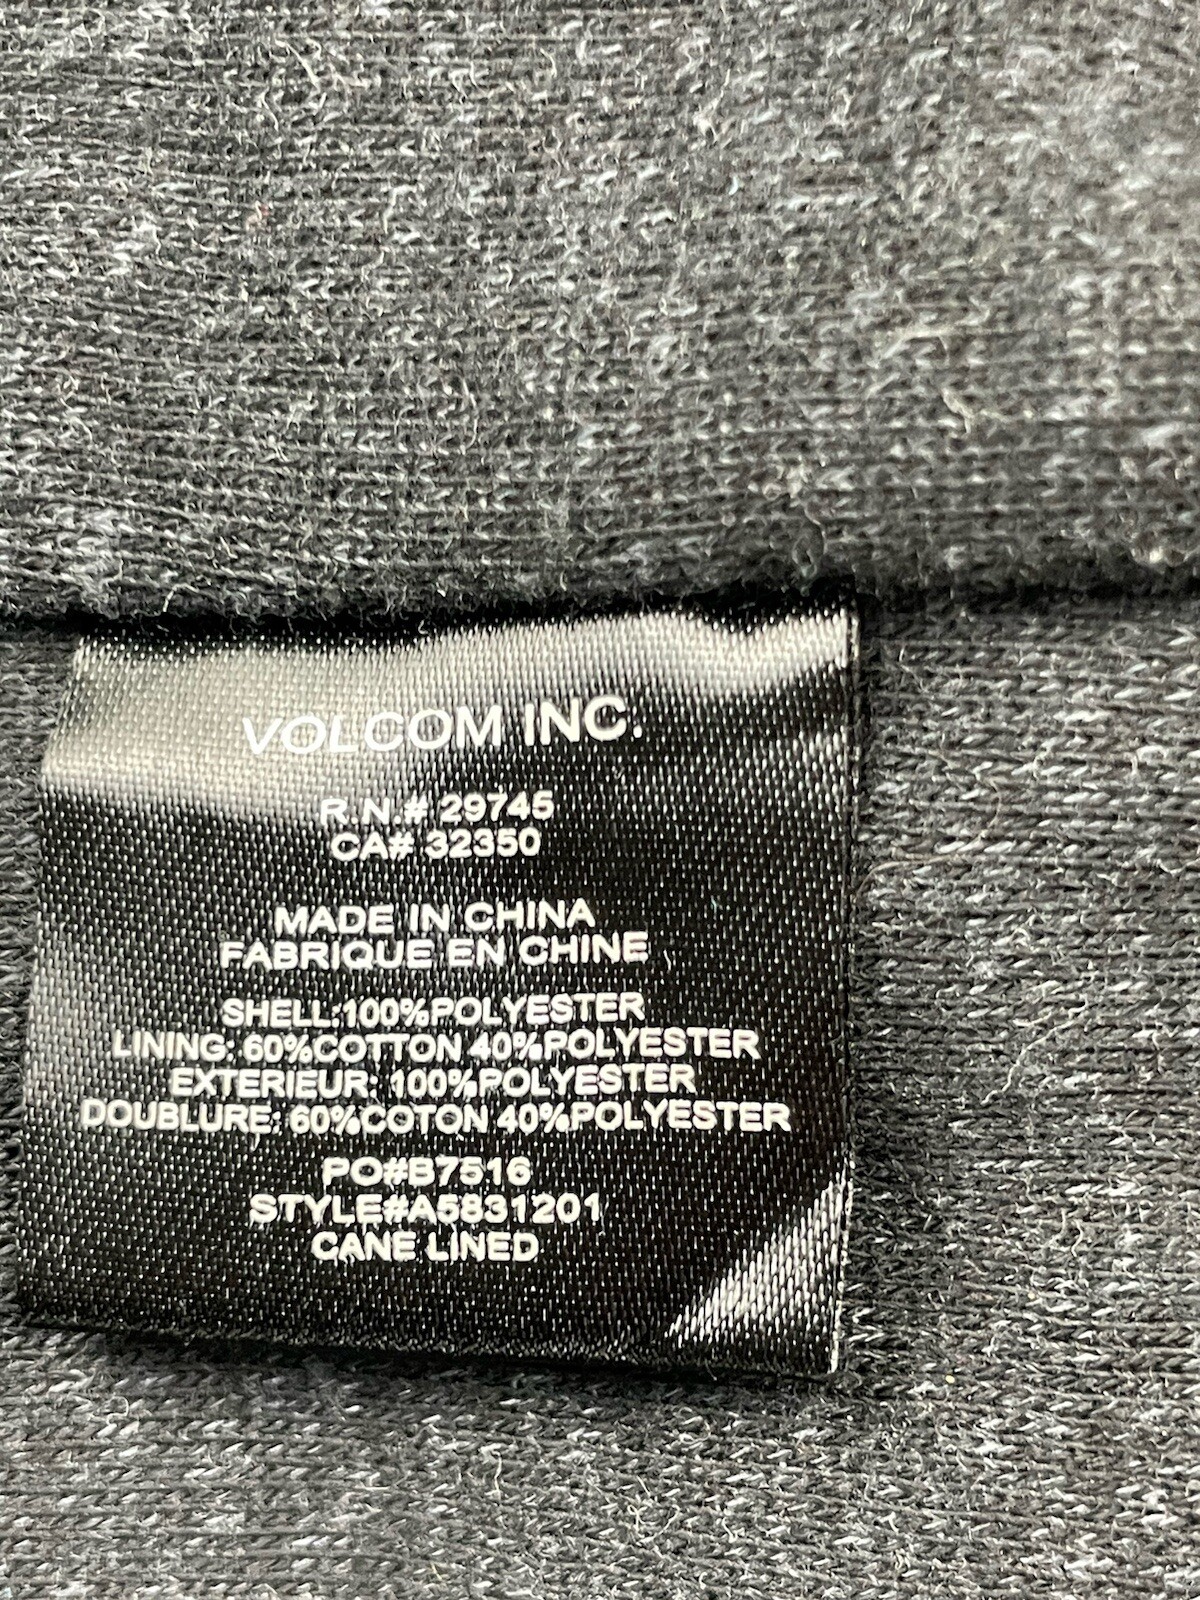 VOLCOM INC.
R.N.# 29745
CA# 32350
MADE IN CHINA
FABRIQUE EN CHINE
SHELL:100%POLYESTER
LINING: 60%COTTON 40%POLYESTER
EXTERIEUR: 100%POLYESTER
DOUBLURE: 60%COTON 40%POLYESTER
PO#B7516
STYLE#A5831201
CANE LINED